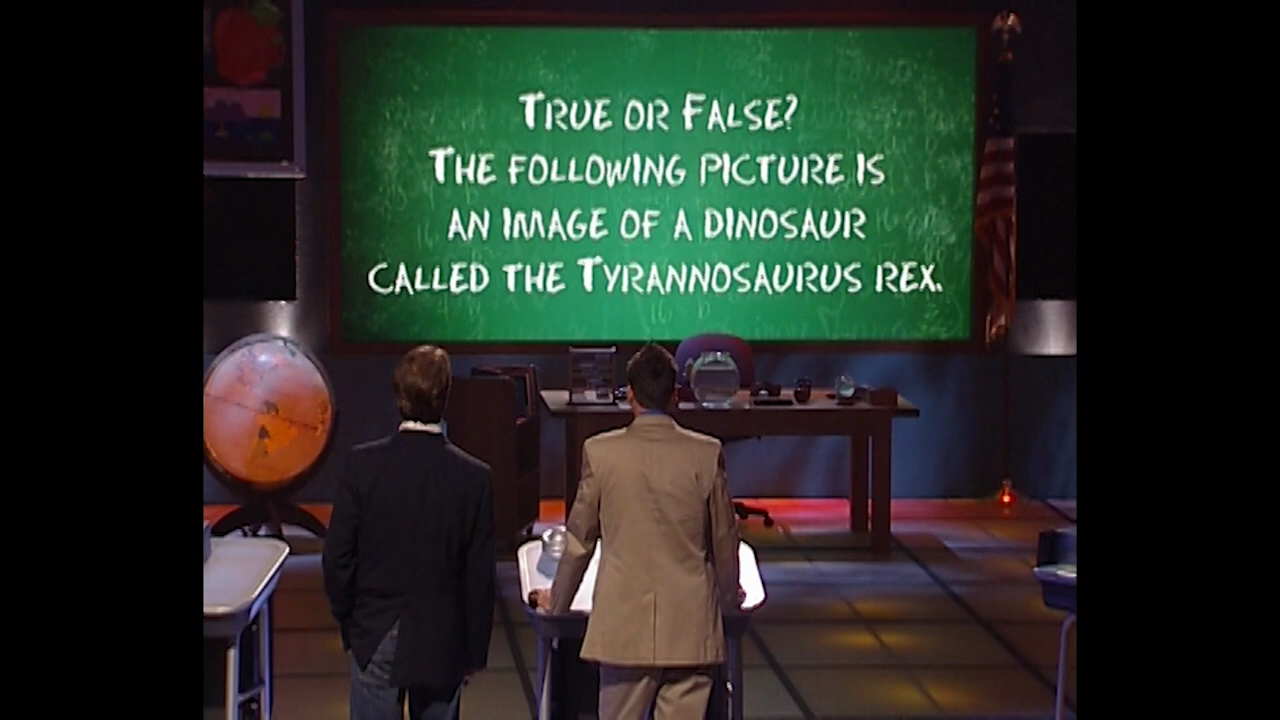 True or False?
The following picture is
an image of a dinosaur
called the Tyrannosaurus rex.